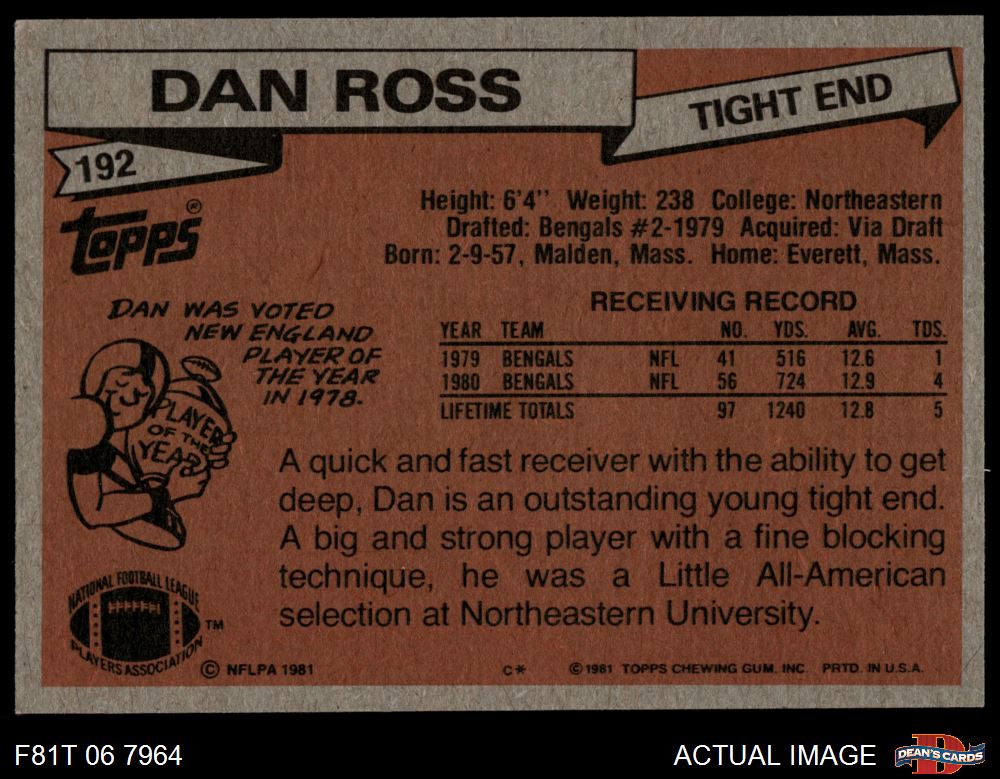 DAN ROSS
TIGHT END
192
Topps®
Height: 6'4'' Weight: 238 College: Northeastern
Drafted: Bengals #2-1979 Acquired: Via Draft
Born: 2-9-57, Malden, Mass. Home: Everett, Mass.
DAN WAS VOTED
NEW ENGLAND
PLAYER OF
THE YEAR
IN 1978.
PLAYER
OF THE
YEAR
RECEIVING RECORD
YEAR TEAM NO. YDS. AVG. TDS.
1979 BENGALS NFL 41 516 12.6 1
1980 BENGALS NFL 56 724 12.9 4
LIFETIME TOTALS 97 1240 12.8 5
A quick and fast receiver with the ability to get
deep, Dan is an outstanding young tight end.
A big and strong player with a fine blocking
technique, he was a Little All-American
selection at Northeastern University.
NATIONAL FOOTBALL LEAGUE
PLAYERS ASSOCIATION
TM
© NFLPA 1981
C*
© 1981 TOPPS CHEWING GUM. INC. PRTD. IN U.S.A.
F81T 06 7964
ACTUAL IMAGE
D
DEAN'S CARDS